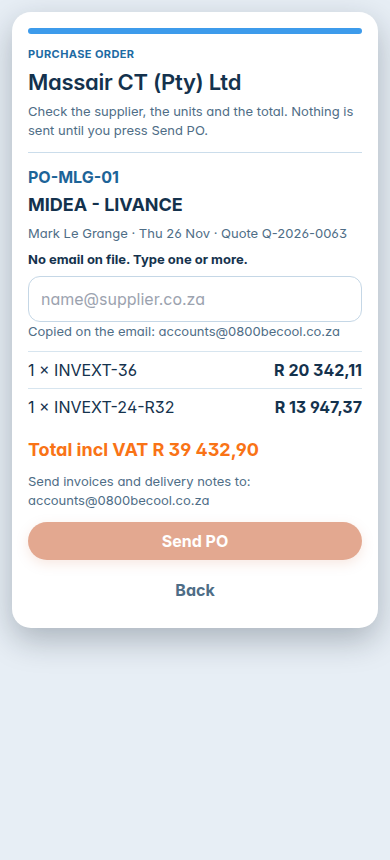 PURCHASE ORDER
Massair CT (Pty) Ltd
Check the supplier, the units and the total. Nothing is
sent until you press Send PO.
PO-MLG-01
MIDEA - LIVANCE
Mark Le Grange · Thu 26 Nov · Quote Q-2026-0063
No email on file. Type one or more.
name@supplier.co.za
Copied on the email: accounts@0800becool.co.za
1 × INVEXT-36 R 20 342,11
1 × INVEXT-24-R32 R 13 947,37
Total incl VAT R 39 432,90
Send invoices and delivery notes to:
accounts@0800becool.co.za
Send PO
Back